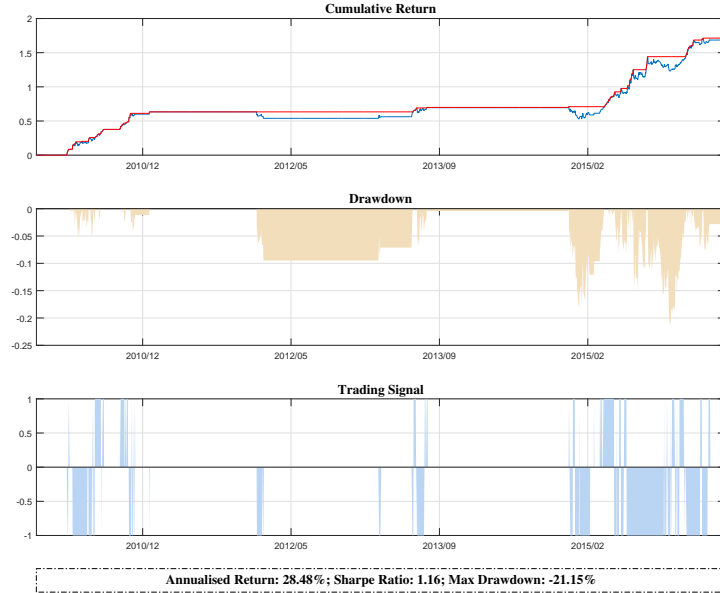 Cumulative Return
2
1.5
1
0.5
0
2010/12 2012/05 2013/09 2015/02
Drawdown
0
-0.05
-0.1
-0.15
-0.2
-0.25
2010/12 2012/05 2013/09 2015/02
Trading Signal
1
0.5
0
-0.5
-1
2010/12 2012/05 2013/09 2015/02
Annualised Return: 28.48%; Sharpe Ratio: 1.16; Max Drawdown: -21.15%